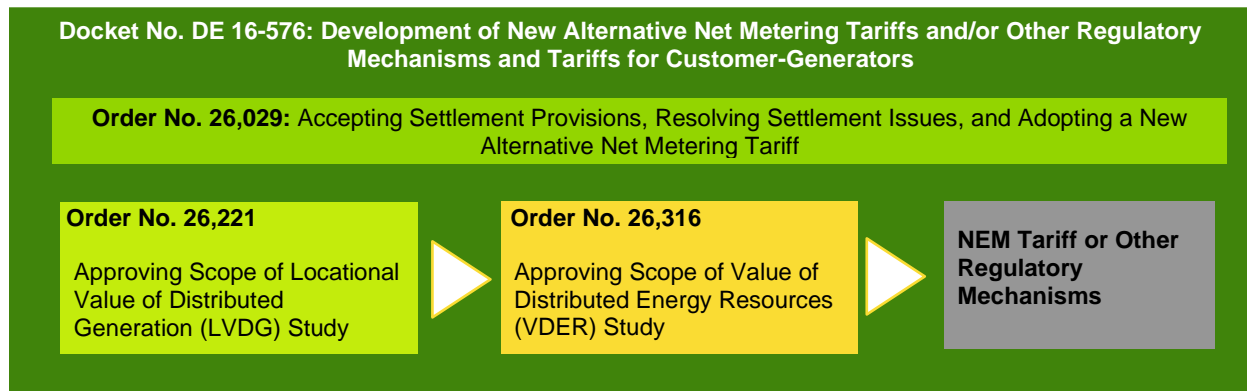 Docket No. DE 16-576: Development of New Alternative Net Metering Tariffs and/or Other Regulatory
Mechanisms and Tariffs for Customer-Generators
Order No. 26,029: Accepting Settlement Provisions, Resolving Settlement Issues, and Adopting a New
Alternative Net Metering Tariff
Order No. 26,221
Approving Scope of Locational
Value of Distributed
Generation (LVDG) Study
Order No. 26,316
Approving Scope of Value of
Distributed Energy Resources
(VDER) Study
NEM Tariff or Other
Regulatory
Mechanisms